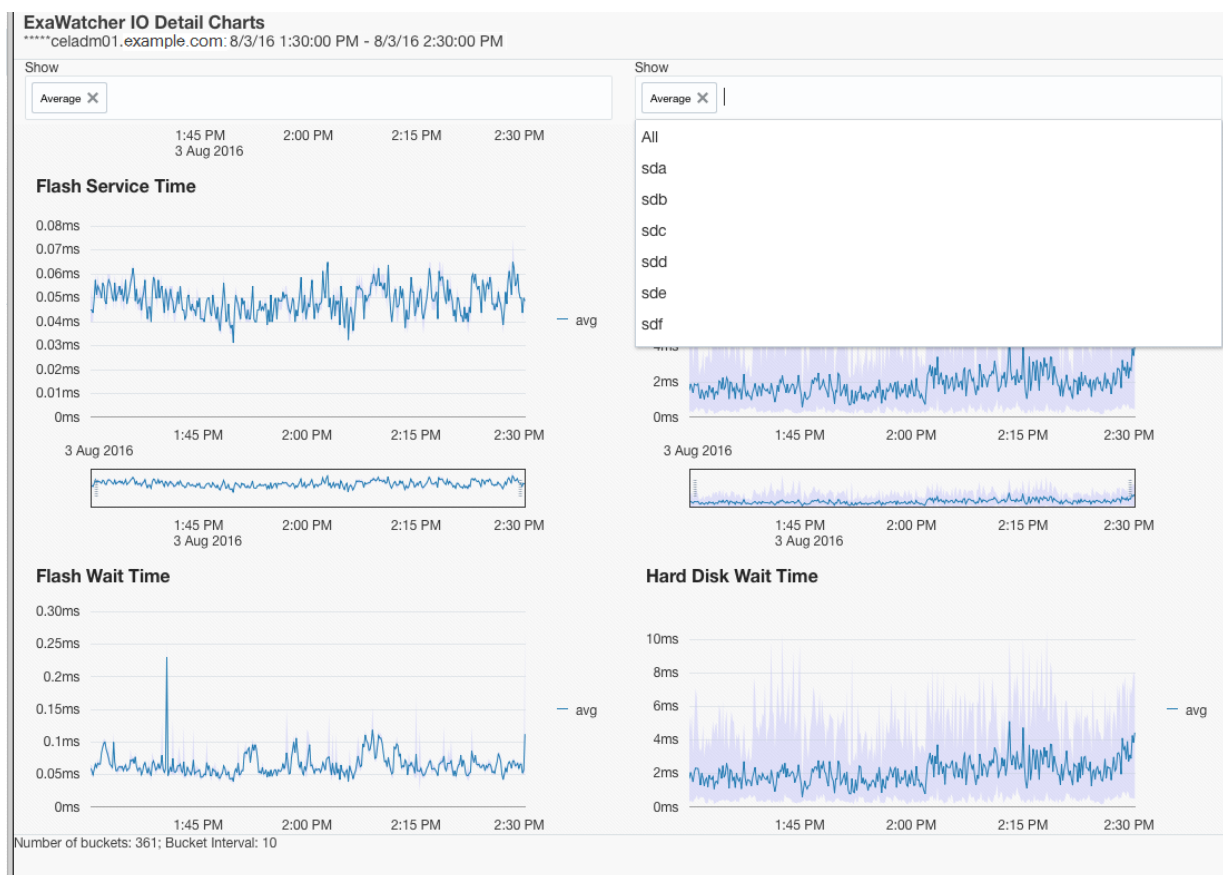 ExaWatcher IO Detail Charts
*****celadm01.example.com: 8/3/16 1:30:00 PM - 8/3/16 2:30:00 PM
Show
Average
1:45 PM 2:00 PM 2:15 PM 2:30 PM
3 Aug 2016
Flash Service Time
0.08ms
0.07ms
0.06ms
0.05ms
0.04ms
0.03ms
0.02ms
0.01ms
0ms
avg
1:45 PM 2:00 PM 2:15 PM 2:30 PM
3 Aug 2016
1:45 PM 2:00 PM 2:15 PM 2:30 PM
3 Aug 2016
Flash Wait Time
0.30ms
0.25ms
0.2ms
0.15ms
0.1ms
0.05ms
0ms
avg
1:45 PM 2:00 PM 2:15 PM 2:30 PM
Show
Average
All
sda
sdb
sdc
sdd
sde
sdf
4ms
2ms
0ms
1:45 PM 2:00 PM 2:15 PM 2:30 PM
3 Aug 2016
1:45 PM 2:00 PM 2:15 PM 2:30 PM
3 Aug 2016
Hard Disk Wait Time
10ms
8ms
6ms
4ms
2ms
0ms
avg
1:45 PM 2:00 PM 2:15 PM 2:30 PM
Number of buckets: 361; Bucket Interval: 10